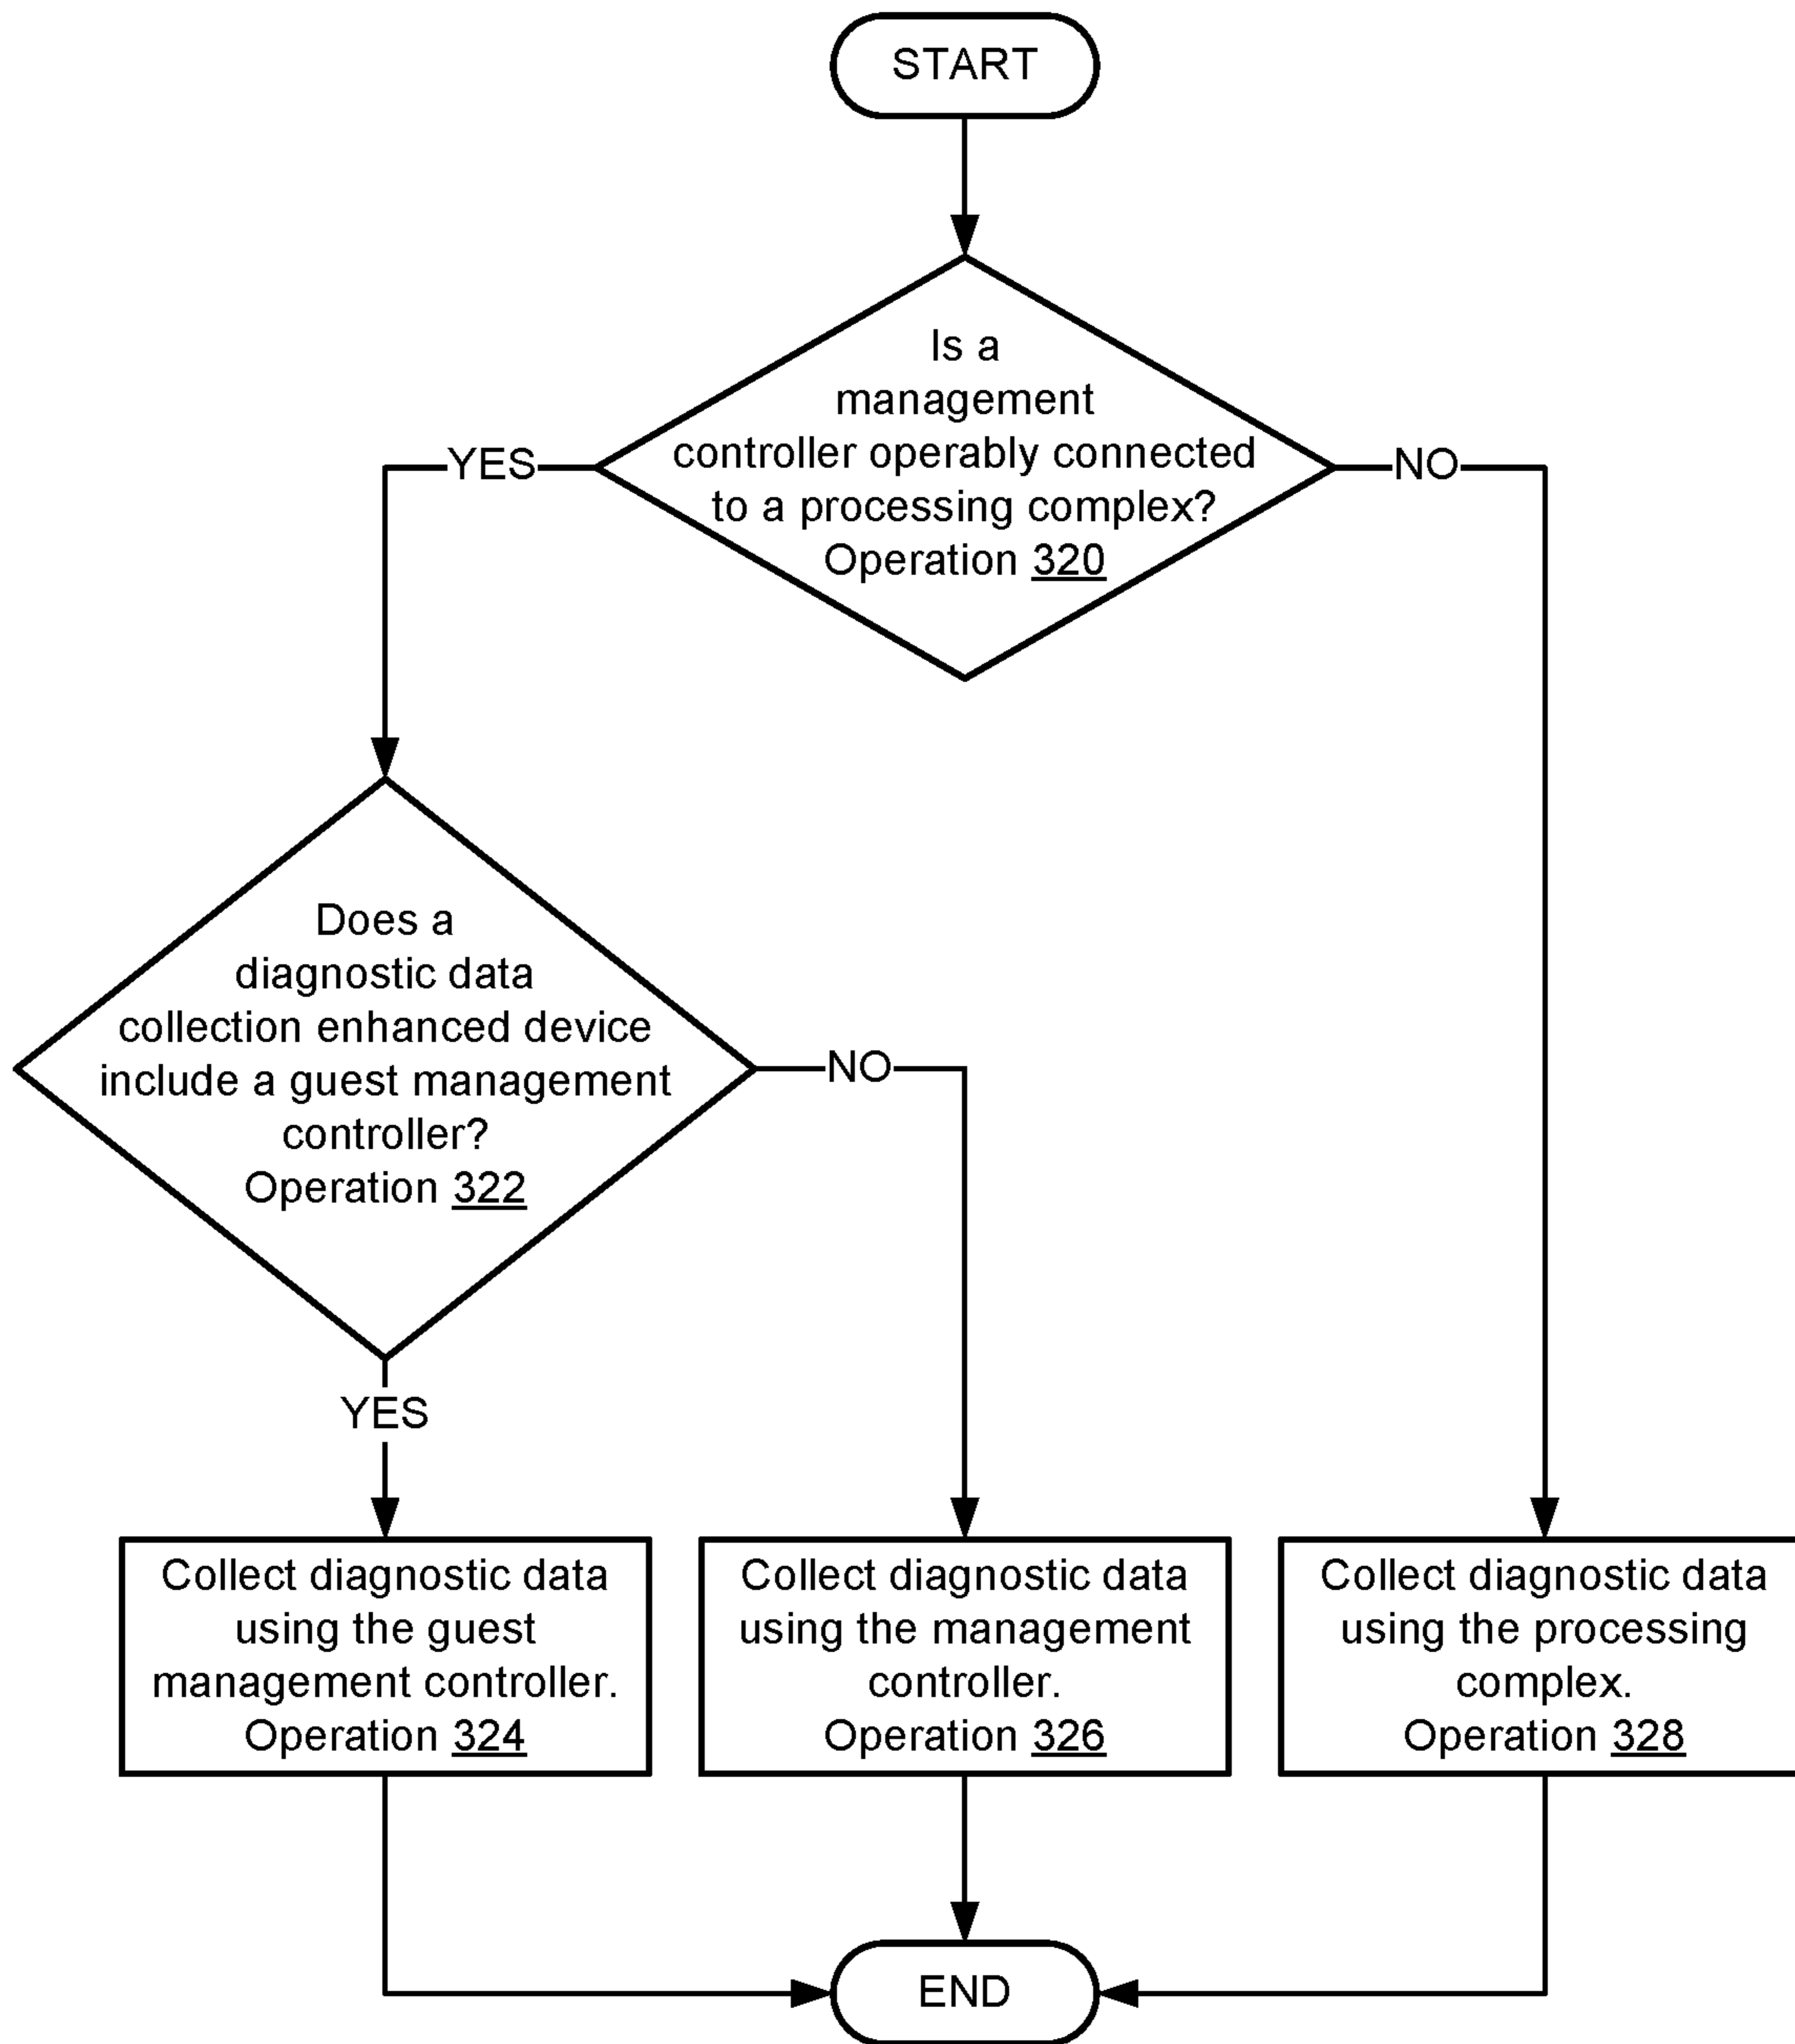 START
Is a
management
controller operably connected
to a processing complex?
Operation 320
YES
NO
Does a
diagnostic data
collection enhanced device
include a guest management
controller?
Operation 322
NO
YES
Collect diagnostic data
using the guest
management controller.
Operation 324
Collect diagnostic data
using the management
controller.
Operation 326
Collect diagnostic data
using the processing
complex.
Operation 328
END